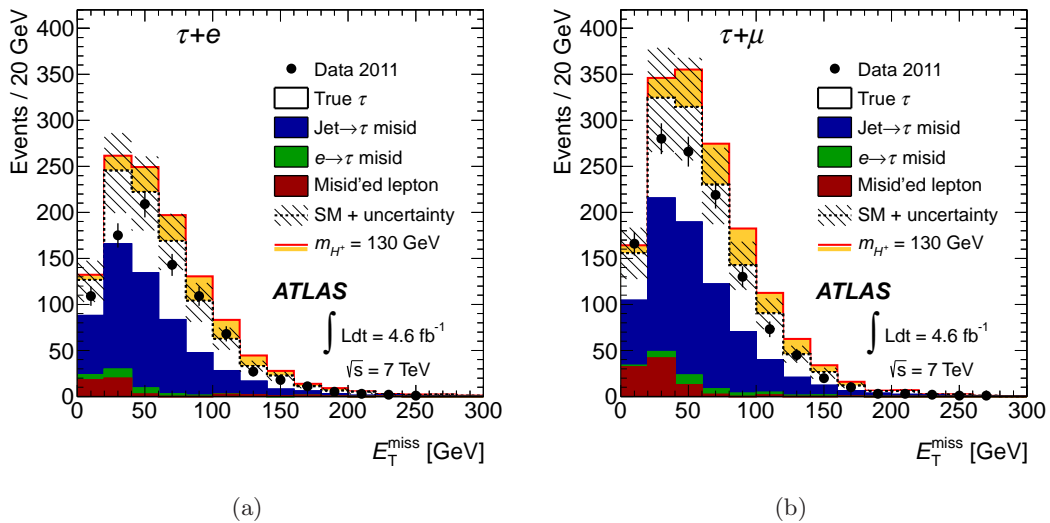 Events / 20 GeV
400
350
300
250
200
150
100
50
0
τ+e
Data 2011
True τ
Jet→τ misid
e→τ misid
Misid'ed lepton
SM + uncertainty
m_H+ = 130 GeV
ATLAS
∫ Ldt = 4.6 fb⁻¹
√s = 7 TeV
0 50 100 150 200 250 300
E_T^miss [GeV]
(a)
Events / 20 GeV
400
350
300
250
200
150
100
50
0
τ+μ
Data 2011
True τ
Jet→τ misid
e→τ misid
Misid'ed lepton
SM + uncertainty
m_H+ = 130 GeV
ATLAS
∫ Ldt = 4.6 fb⁻¹
√s = 7 TeV
0 50 100 150 200 250 300
E_T^miss [GeV]
(b)